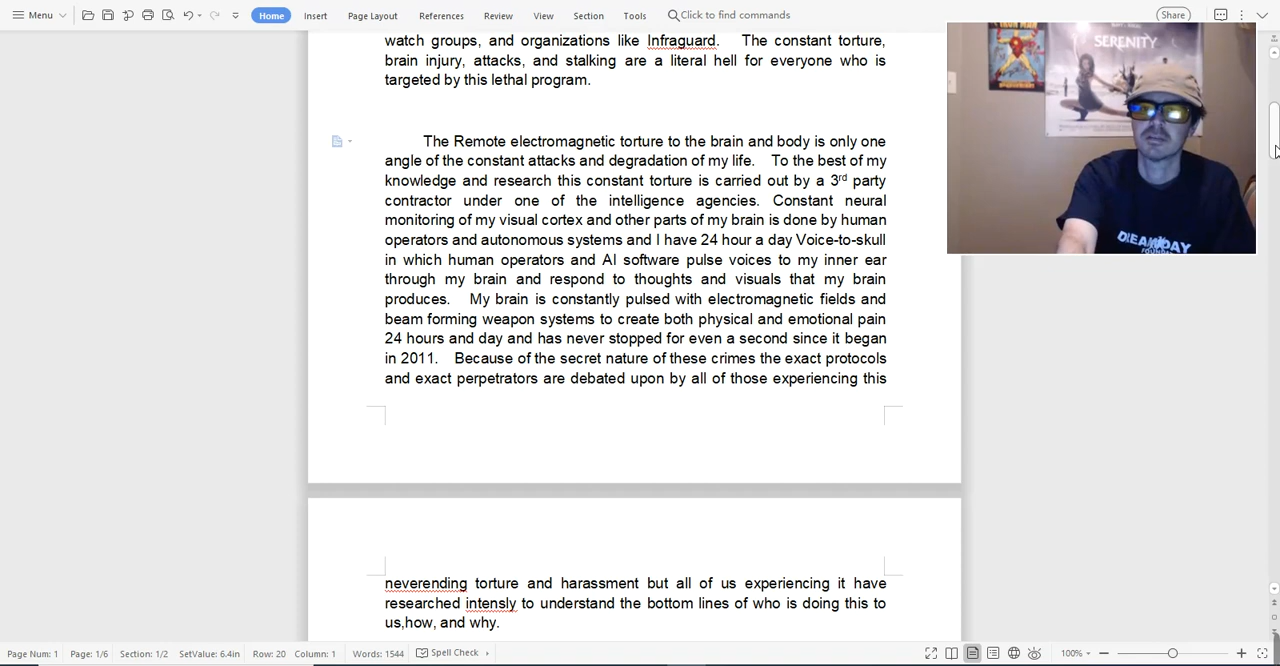 Menu
Home
Insert
Page Layout
References
Review
View
Section
Tools
Click to find commands
Share
watch groups, and organizations like Infraguard. The constant torture,
brain injury, attacks, and stalking are a literal hell for everyone who is
targeted by this lethal program.
SERENITY
The Remote electromagnetic torture to the brain and body is only one
angle of the constant attacks and degradation of my life. To the best of my
knowledge and research this constant torture is carried out by a 3rd party
contractor under one of the intelligence agencies. Constant neural
monitoring of my visual cortex and other parts of my brain is done by human
operators and autonomous systems and I have 24 hour a day Voice-to-skull
in which human operators and AI software pulse voices to my inner ear
through my brain and respond to thoughts and visuals that my brain
produces. My brain is constantly pulsed with electromagnetic fields and
beam forming weapon systems to create both physical and emotional pain
24 hours and day and has never stopped for even a second since it began
in 2011. Because of the secret nature of these crimes the exact protocols
and exact perpetrators are debated upon by all of those experiencing this
neverending torture and harassment but all of us experiencing it have
researched intensly to understand the bottom lines of who is doing this to
us,how, and why.
Page Num: 1
Page: 1/6
Section: 1/2
SetValue: 6.4in
Row: 20
Column: 1
Words: 1544
Spell Check
100%